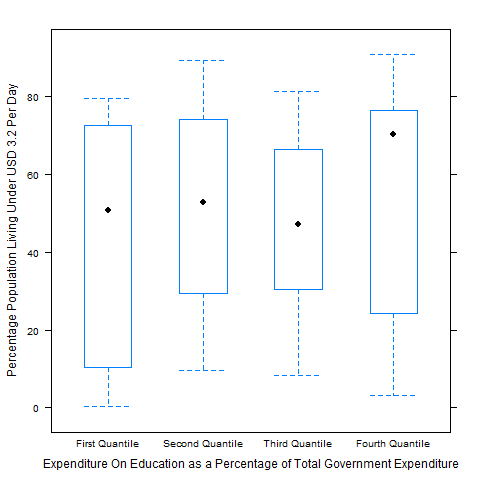 Percentage Population Living Under USD 3.2 Per Day
80
60
40
20
0
First Quantile
Second Quantile
Third Quantile
Fourth Quantile
Expenditure On Education as a Percentage of Total Government Expenditure